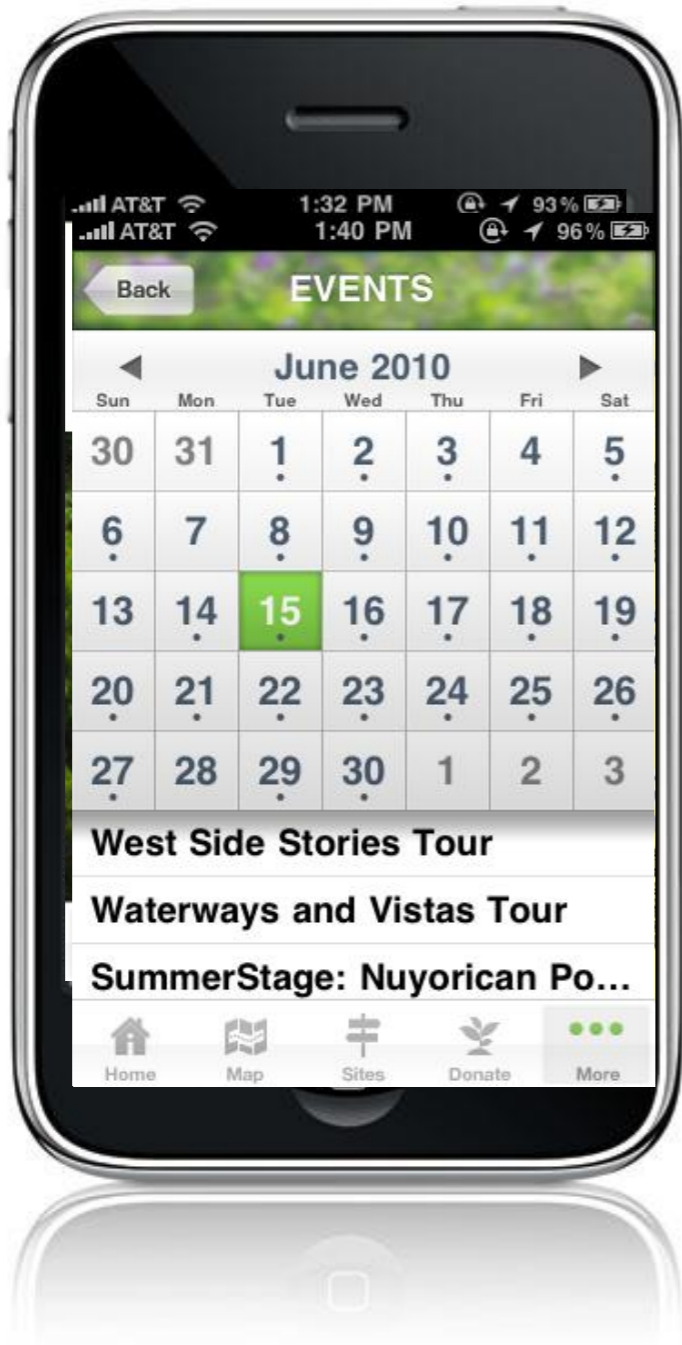 AT&T 1:32 PM 93%
AT&T 1:40 PM 96%
Back EVENTS
June 2010
Sun Mon Tue Wed Thu Fri Sat
30 31 1 2 3 4 5
6 7 8 9 10 11 12
13 14 15 16 17 18 19
20 21 22 23 24 25 26
27 28 29 30 1 2 3
West Side Stories Tour
Waterways and Vistas Tour
SummerStage: Nuyorican Po...
Home Map Sites Donate More